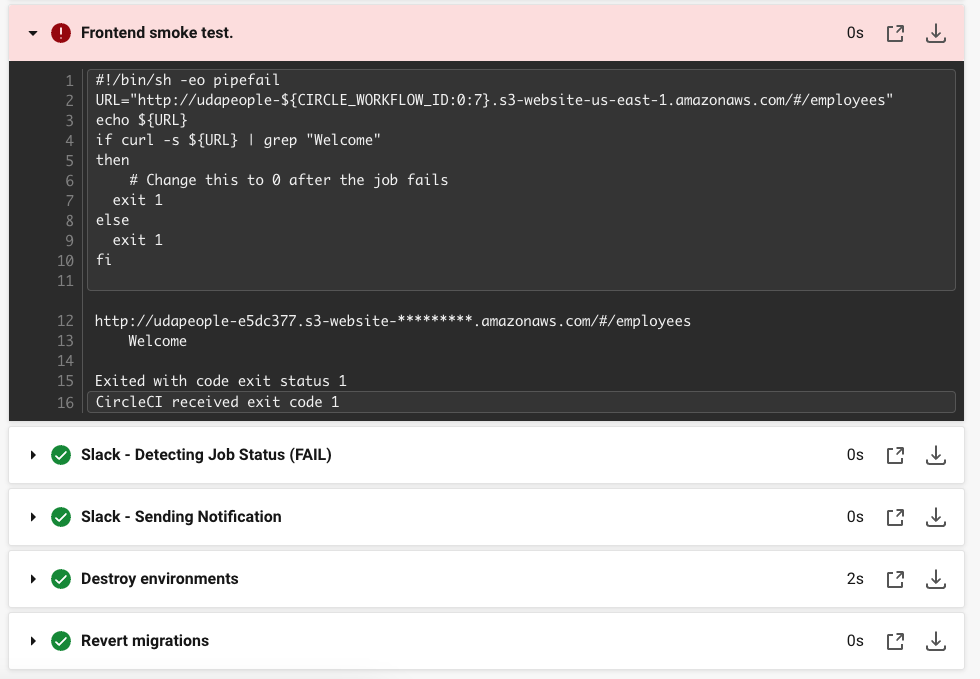 Frontend smoke test. 0s
1 #!/bin/sh -eo pipefail
2 URL="http://udapeople-${CIRCLE_WORKFLOW_ID:0:7}.s3-website-us-east-1.amazonaws.com/#/employees"
3 echo ${URL}
4 if curl -s ${URL} | grep "Welcome"
5 then
6     # Change this to 0 after the job fails
7   exit 1
8 else
9   exit 1
10 fi
11
12 http://udapeople-e5dc377.s3-website-*********.amazonaws.com/#/employees
13     Welcome
14
15 Exited with code exit status 1
16 CircleCI received exit code 1
Slack - Detecting Job Status (FAIL) 0s
Slack - Sending Notification 0s
Destroy environments 2s
Revert migrations 0s